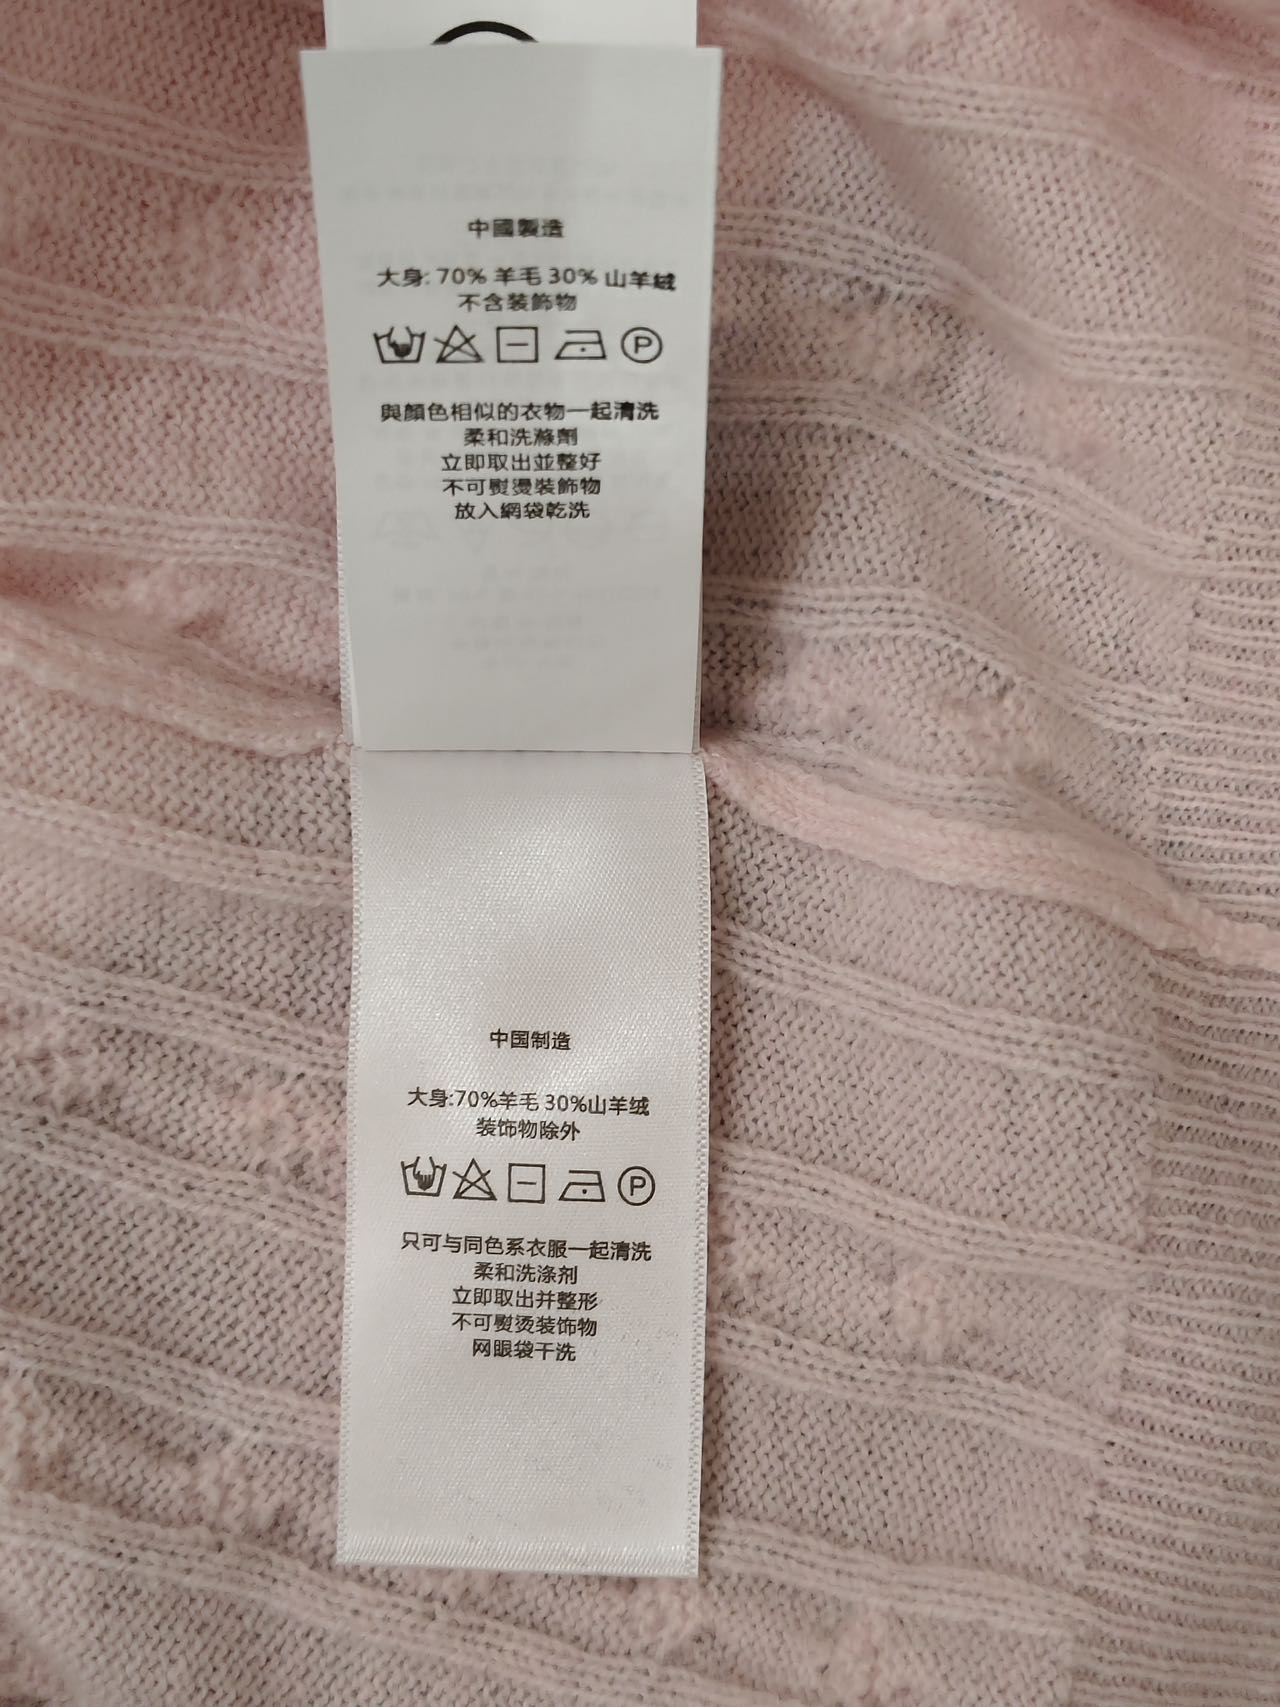 中國製造
大身: 70% 羊毛 30% 山羊絨
不含裝飾物
P
與顏色相似的衣物一起清洗
柔和洗滌劑
立即取出並整好
不可熨燙裝飾物
放入網袋乾洗
中国制造
大身:70%羊毛 30%山羊绒
装饰物除外
P
只可与同色系衣服一起清洗
柔和洗涤剂
立即取出并整形
不可熨烫装饰物
网眼袋干洗